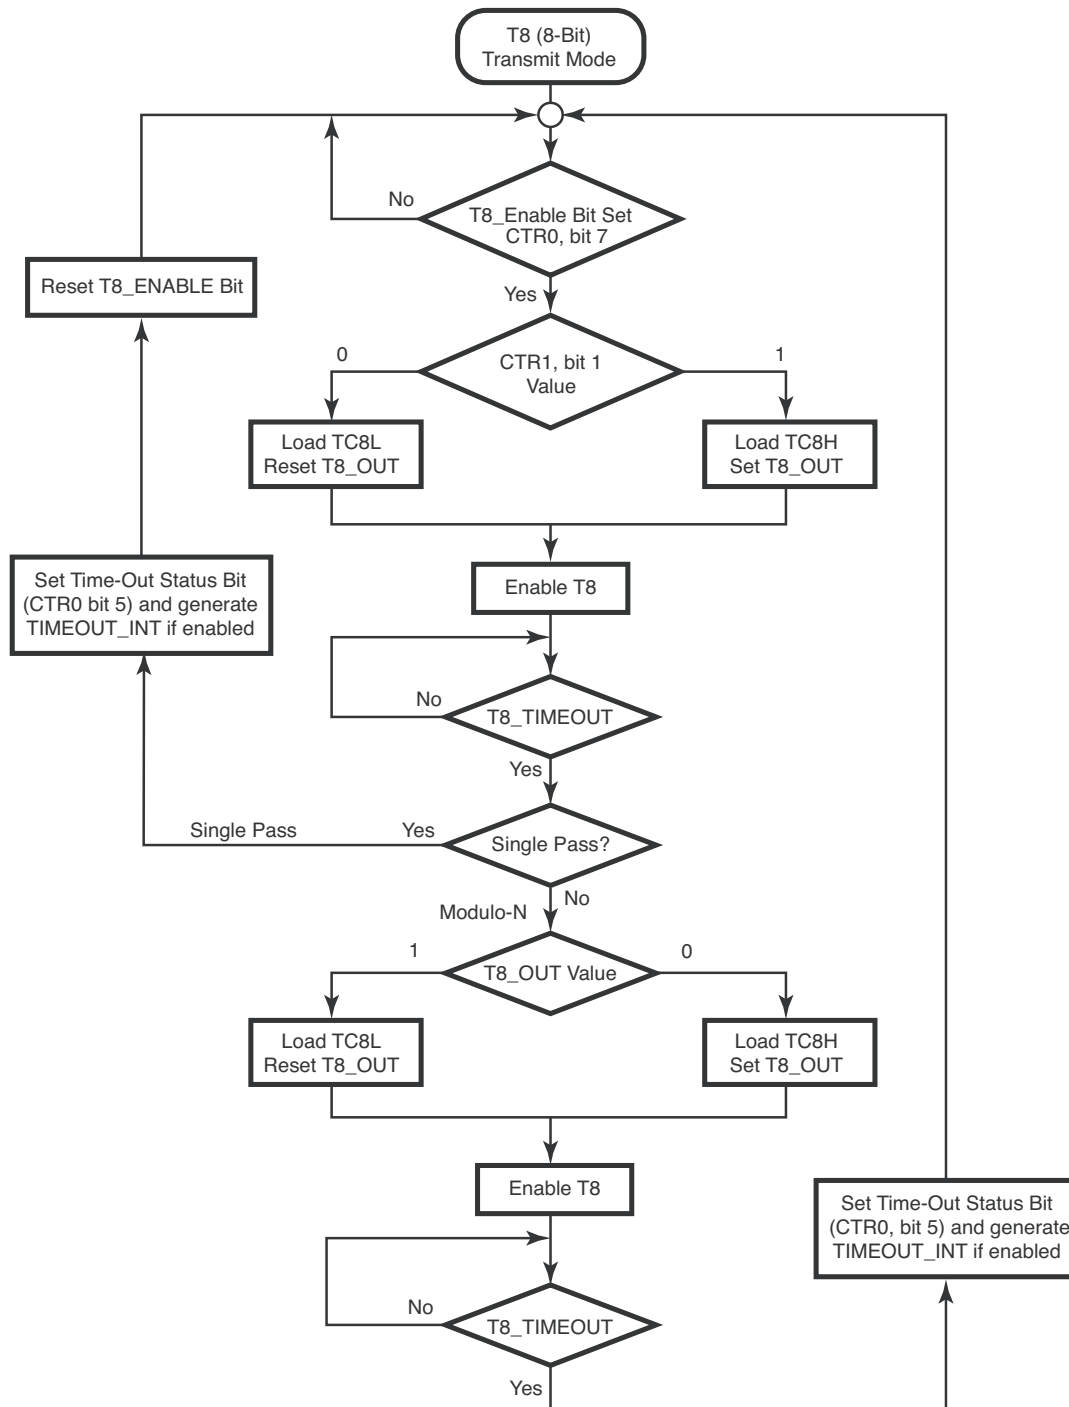 T8 (8-Bit)
Transmit Mode
No
T8_Enable Bit Set
CTR0, bit 7
Reset T8_ENABLE Bit
Yes
0
CTR1, bit 1
Value
1
Load TC8L
Reset T8_OUT
Load TC8H
Set T8_OUT
Set Time-Out Status Bit
(CTR0 bit 5) and generate
TIMEOUT_INT if enabled
Enable T8
No
T8_TIMEOUT
Yes
Single Pass
Yes
Single Pass?
No
Modulo-N
1
T8_OUT Value
0
Load TC8L
Reset T8_OUT
Load TC8H
Set T8_OUT
Enable T8
Set Time-Out Status Bit
(CTR0, bit 5) and generate
TIMEOUT_INT if enabled
No
T8_TIMEOUT
Yes